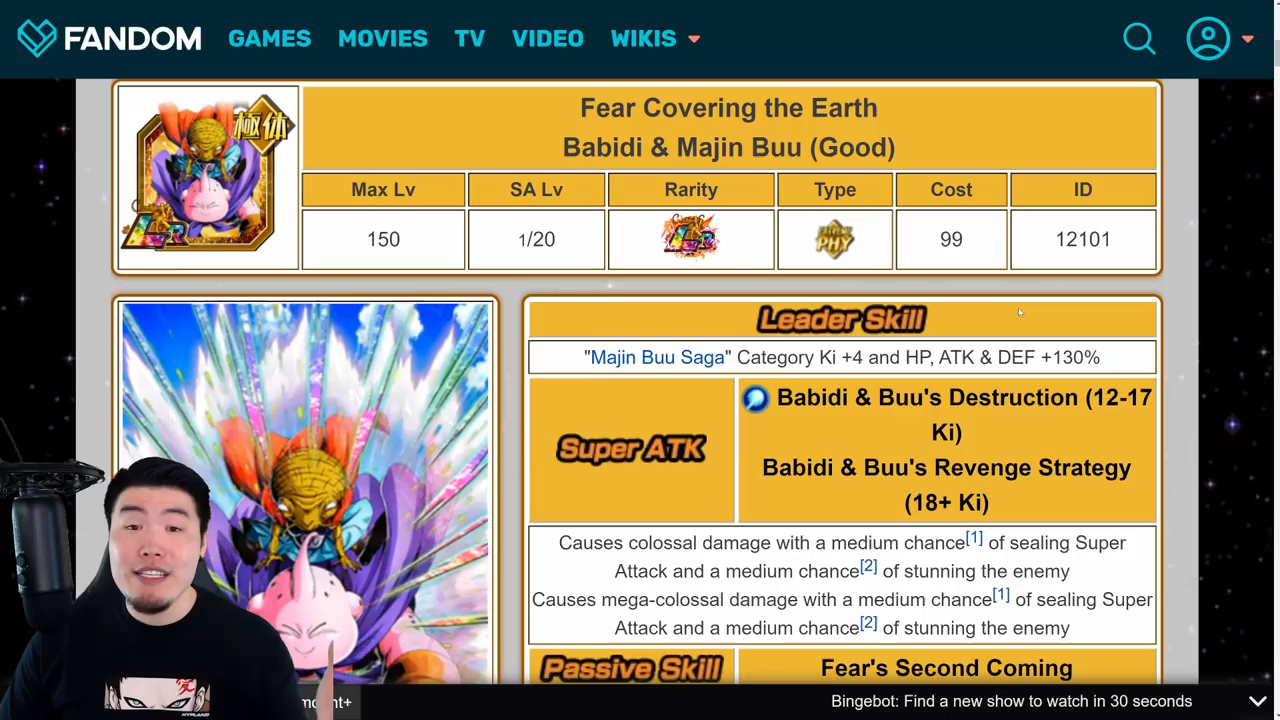 FANDOM GAMES MOVIES TV VIDEO WIKIS
極体
LR
Fear Covering the Earth
Babidi & Majin Buu (Good)
Max Lv SA Lv Rarity Type Cost ID
150 1/20 LR PHY 99 12101
Leader Skill
"Majin Buu Saga" Category Ki +4 and HP, ATK & DEF +130%
Super ATK
Babidi & Buu's Destruction (12-17
Ki)
Babidi & Buu's Revenge Strategy
(18+ Ki)
Causes colossal damage with a medium chance[1] of sealing Super
Attack and a medium chance[2] of stunning the enemy
Causes mega-colossal damage with a medium chance[1] of sealing Super
Attack and a medium chance[2] of stunning the enemy
Passive Skill Fear's Second Coming
Bingebot: Find a new show to watch in 30 seconds